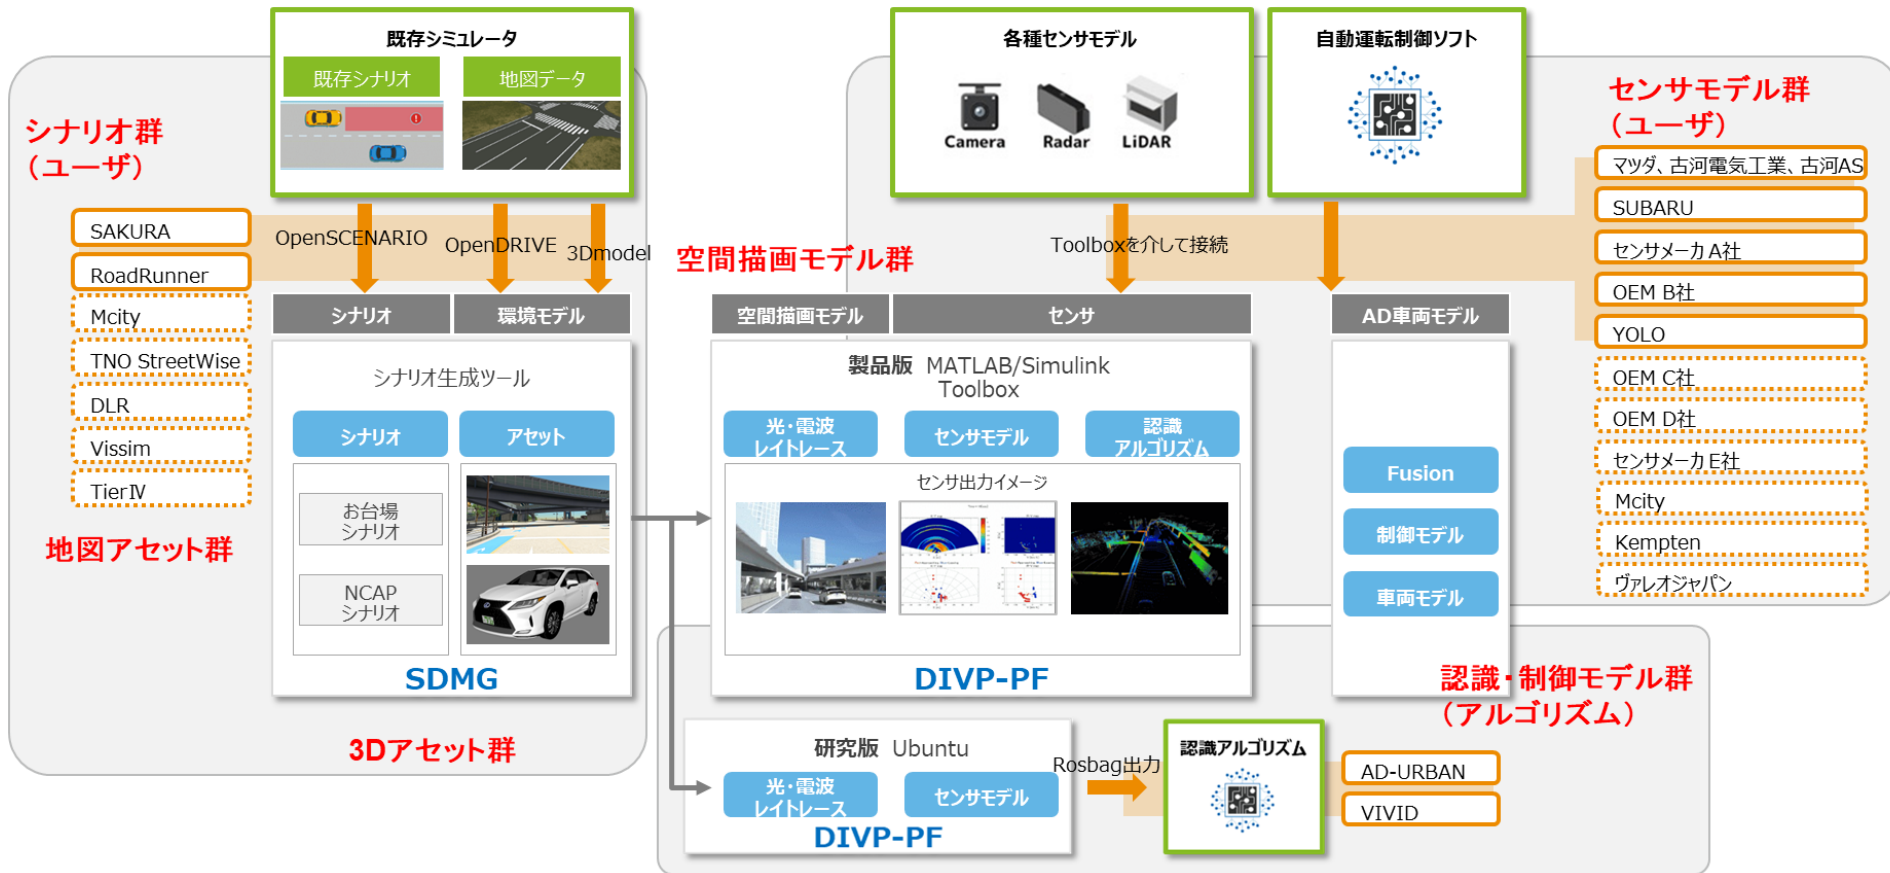 既存シミュレータ
既存シナリオ
地図データ
シナリオ群
（ユーザ）
SAKURA
RoadRunner
Mcity
TNO StreetWise
DLR
Vissim
TierⅣ
地図アセット群
OpenSCENARIO
OpenDRIVE
3Dmodel
シナリオ
環境モデル
シナリオ生成ツール
シナリオ
アセット
お台場
シナリオ
NCAP
シナリオ
SDMG
3Dアセット群
空間描画モデル群
各種センサモデル
Camera
Radar
LiDAR
自動運転制御ソフト
Toolboxを介して接続
空間描画モデル
センサ
AD車両モデル
製品版 MATLAB/Simulink
Toolbox
光・電波
レイトレース
センサモデル
認識
アルゴリズム
センサ出力イメージ
DIVP-PF
Fusion
制御モデル
車両モデル
センサモデル群
（ユーザ）
マツダ、古河電気工業、古河AS
SUBARU
センサメーカ A社
OEM B社
YOLO
OEM C社
OEM D社
センサメーカ E社
Mcity
Kempten
ヴァレオジャパン
認識・制御モデル群
（アルゴリズム）
研究版 Ubuntu
光・電波
レイトレース
センサモデル
DIVP-PF
Rosbag出力
認識アルゴリズム
AD-URBAN
VIVID